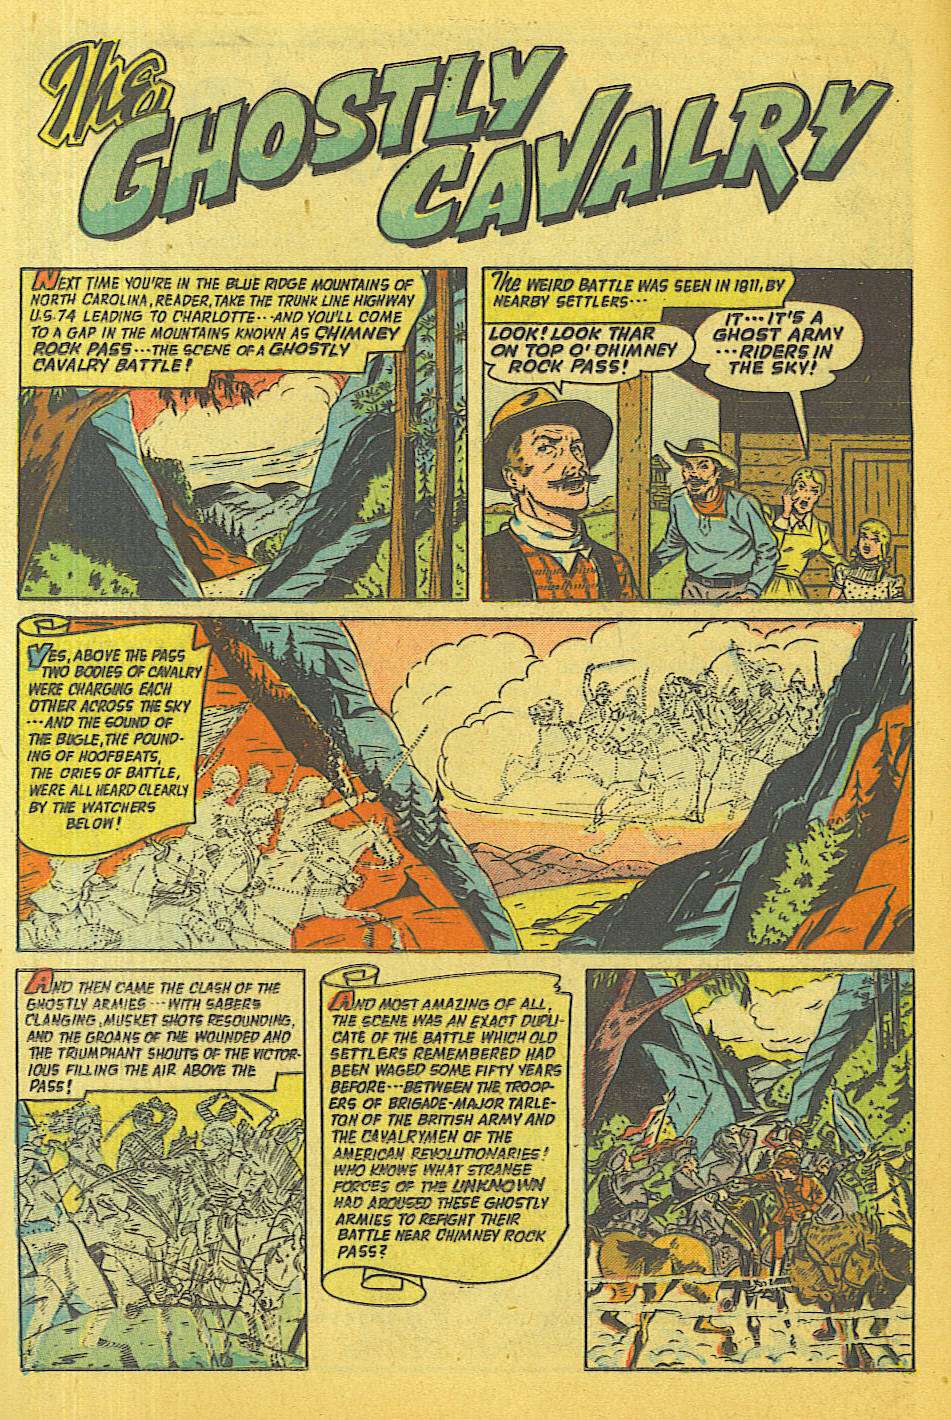 The
GHOSTLY
CAVALRY
NEXT TIME YOU'RE IN THE BLUE RIDGE MOUNTAINS OF
NORTH CAROLINA, READER, TAKE THE TRUNK LINE HIGHWAY
U.S. 74 LEADING TO CHARLOTTE---AND YOU'LL COME
TO A GAP IN THE MOUNTAINS KNOWN AS CHIMNEY
ROCK PASS---THE SCENE OF A GHOSTLY
CAVALRY BATTLE!
The WEIRD BATTLE WAS SEEN IN 1811, BY
NEARBY SETTLERS---
LOOK! LOOK THAR
ON TOP O' CHIMNEY
ROCK PASS!
IT---IT'S A
GHOST ARMY
---RIDERS IN
THE SKY!
YES, ABOVE THE PASS
TWO BODIES OF CAVALRY
WERE CHARGING EACH
OTHER ACROSS THE SKY
---AND THE SOUND OF
THE BUGLE, THE POUND-
ING OF HOOFBEATS,
THE CRIES OF BATTLE,
WERE ALL HEARD CLEARLY
BY THE WATCHERS
BELOW!
AND THEN CAME THE CLASH OF THE
GHOSTLY ARMIES---WITH SABERS
CLANGING, MUSKET SHOTS RESOUNDING,
AND THE GROANS OF THE WOUNDED AND
THE TRIUMPHANT SHOUTS OF THE VICTOR-
IOUS FILLING THE AIR ABOVE THE
PASS!
AND MOST AMAZING OF ALL,
THE SCENE WAS AN EXACT DUPLI-
CATE OF THE BATTLE WHICH OLD
SETTLERS REMEMBERED HAD
BEEN WAGED SOME FIFTY YEARS
BEFORE---BETWEEN THE TROOP-
ERS OF BRIGADE-MAJOR TARLE-
TON OF THE BRITISH ARMY AND
THE CAVALRYMEN OF THE
AMERICAN REVOLUTIONARIES!
WHO KNOWS WHAT STRANGE
FORCES OF THE UNKNOWN
HAD AROUSED THESE GHOSTLY
ARMIES TO REFIGHT THEIR
BATTLE NEAR CHIMNEY ROCK
PASS?